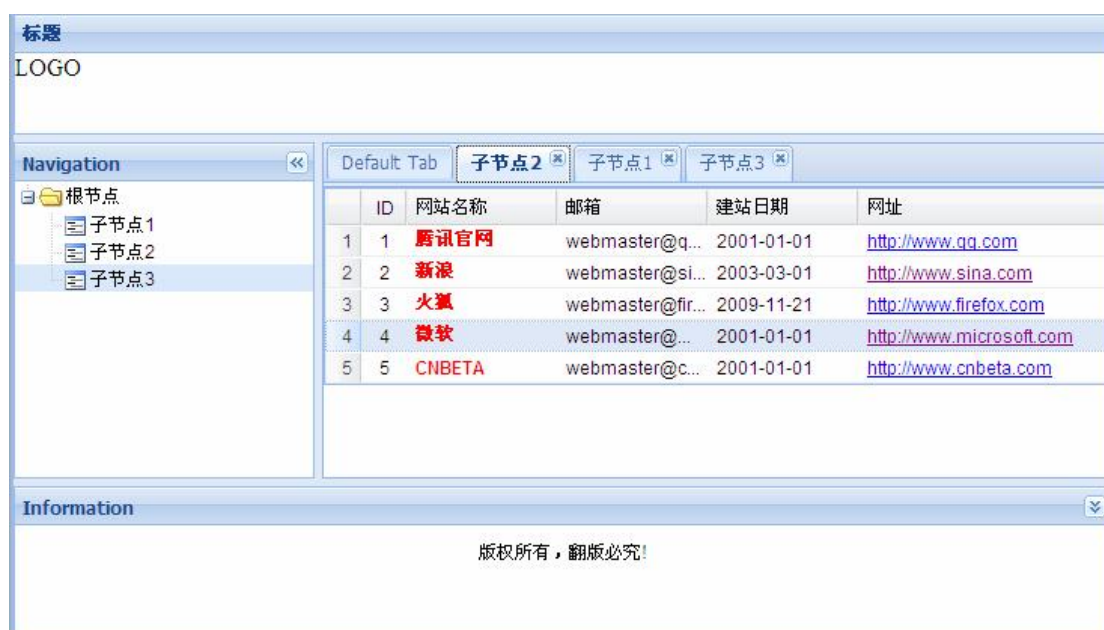 标题
LOGO
Navigation
根节点
子节点1
子节点2
子节点3
Default Tab 子节点2 子节点1 子节点3
ID 网站名称 邮箱 建站日期 网址
1 1 腾讯官网 webmaster@q... 2001-01-01 http://www.qq.com
2 2 新浪 webmaster@si... 2003-03-01 http://www.sina.com
3 3 火狐 webmaster@fir... 2009-11-21 http://www.firefox.com
4 4 微软 webmaster@... 2001-01-01 http://www.microsoft.com
5 5 CNBETA webmaster@c... 2001-01-01 http://www.cnbeta.com
Information
版权所有，翻版必究!